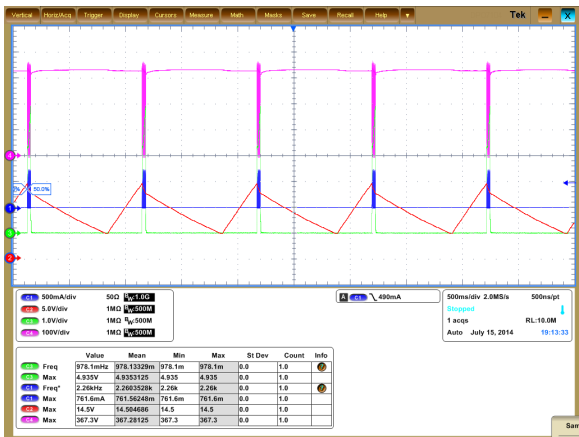 Vertical Horiz/Acq Trigger Display Cursors Measure Math Masks Save Recall Help Tek X
4
% 50.0%
1
3
2
C1 500mA/div 50Ω BW:1.0G
C2 5.0V/div 1MΩ BW:500M
C3 1.0V/div 1MΩ BW:500M
C4 100V/div 1MΩ BW:500M
A C1 490mA
500ms/div 2.0MS/s 500ns/pt
Stopped
1 acqs RL:10.0M
Auto July 15, 2014 19:13:33
Value Mean Min Max St Dev Count Info
C3 Freq 978.1mHz 978.13329m 978.1m 978.1m 0.0 1.0
C3 Max 4.935V 4.9353125 4.935 4.935 0.0 1.0
C1 Freq* 2.26kHz 2.2603528k 2.26k 2.26k 0.0 1.0
C1 Max 761.6mA 761.56248m 761.6m 761.6m 0.0 1.0
C2 Max 14.5V 14.504686 14.5 14.5 0.0 1.0
C4 Max 367.3V 367.28125 367.3 367.3 0.0 1.0
Sam